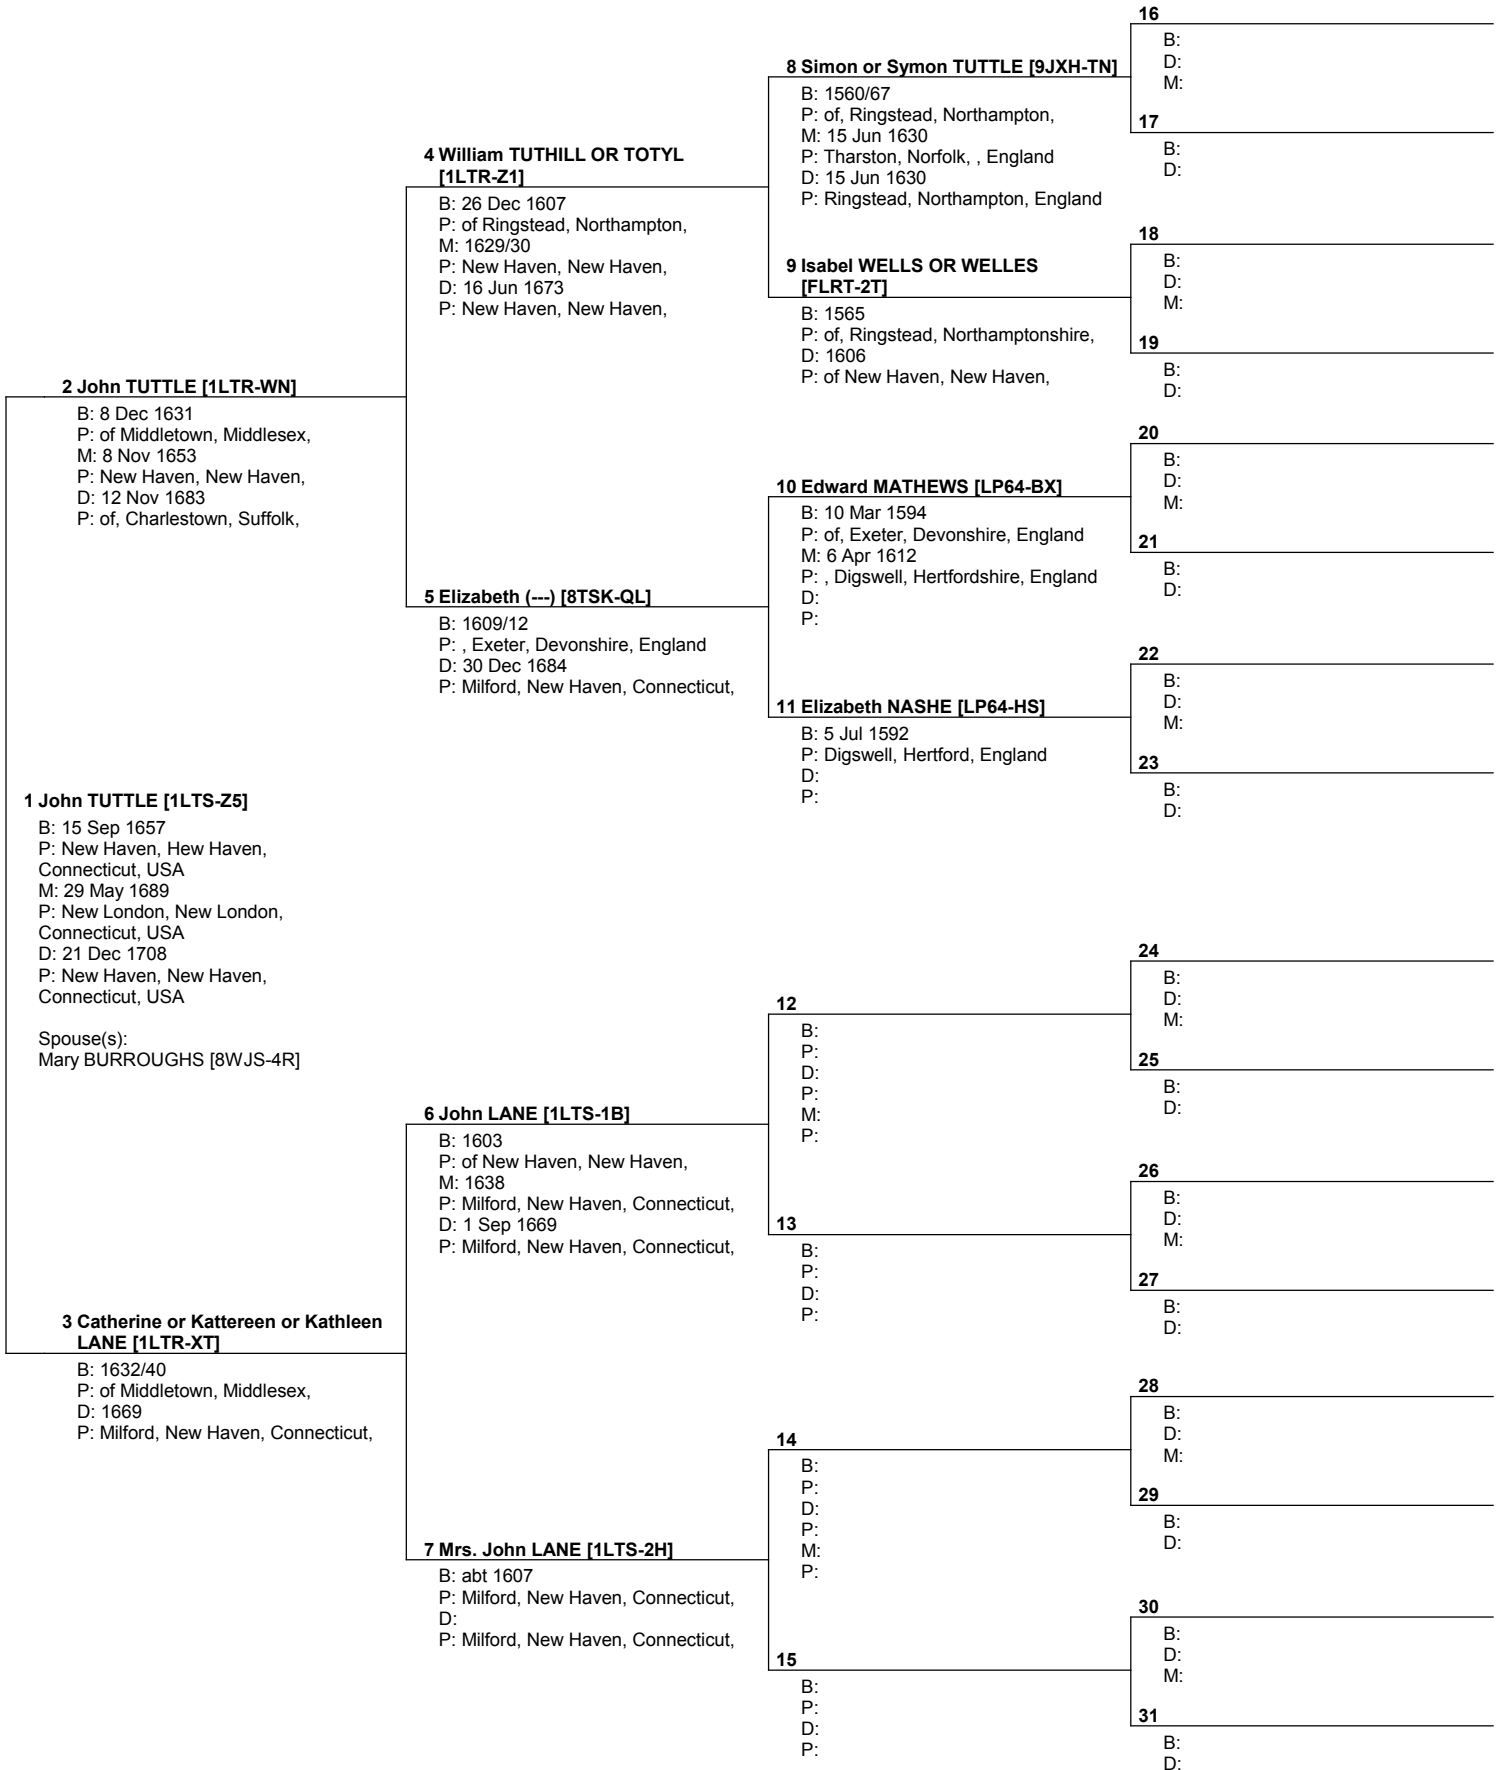 1 John TUTTLE [1LTS-Z5]
B: 15 Sep 1657
P: New Haven, Hew Haven,
Connecticut, USA
M: 29 May 1689
P: New London, New London,
Connecticut, USA
D: 21 Dec 1708
P: New Haven, New Haven,
Connecticut, USA
Spouse(s):
Mary BURROUGHS [8WJS-4R]
2 John TUTTLE [1LTR-WN]
B: 8 Dec 1631
P: of Middletown, Middlesex,
M: 8 Nov 1653
P: New Haven, New Haven,
D: 12 Nov 1683
P: of, Charlestown, Suffolk,
3 Catherine or Kattereen or Kathleen
LANE [1LTR-XT]
B: 1632/40
P: of Middletown, Middlesex,
D: 1669
P: Milford, New Haven, Connecticut,
4 William TUTHILL OR TOTYL
[1LTR-Z1]
B: 26 Dec 1607
P: of Ringstead, Northampton,
M: 1629/30
P: New Haven, New Haven,
D: 16 Jun 1673
P: New Haven, New Haven,
5 Elizabeth (---) [8TSK-QL]
B: 1609/12
P: , Exeter, Devonshire, England
D: 30 Dec 1684
P: Milford, New Haven, Connecticut,
6 John LANE [1LTS-1B]
B: 1603
P: of New Haven, New Haven,
M: 1638
P: Milford, New Haven, Connecticut,
D: 1 Sep 1669
P: Milford, New Haven, Connecticut,
7 Mrs. John LANE [1LTS-2H]
B: abt 1607
P: Milford, New Haven, Connecticut,
D:
P: Milford, New Haven, Connecticut,
8 Simon or Symon TUTTLE [9JXH-TN]
B: 1560/67
P: of, Ringstead, Northampton,
M: 15 Jun 1630
P: Tharston, Norfolk, , England
D: 15 Jun 1630
P: Ringstead, Northampton, England
9 Isabel WELLS OR WELLES
[FLRT-2T]
B: 1565
P: of, Ringstead, Northamptonshire,
D: 1606
P: of New Haven, New Haven,
10 Edward MATHEWS [LP64-BX]
B: 10 Mar 1594
P: of, Exeter, Devonshire, England
M: 6 Apr 1612
P: , Digswell, Hertfordshire, England
D:
P:
11 Elizabeth NASHE [LP64-HS]
B: 5 Jul 1592
P: Digswell, Hertford, England
D:
P:
12
B:
P:
D:
P:
M:
P:
13
B:
P:
D:
P:
14
B:
P:
D:
P:
M:
P:
15
B:
P:
D:
P:
16
B:
D:
M:
17
B:
D:
18
B:
D:
M:
19
B:
D:
20
B:
D:
M:
21
B:
D:
22
B:
D:
M:
23
B:
D:
24
B:
D:
M:
25
B:
D:
26
B:
D:
M:
27
B:
D:
28
B:
D:
M:
29
B:
D:
30
B:
D:
M:
31
B:
D: